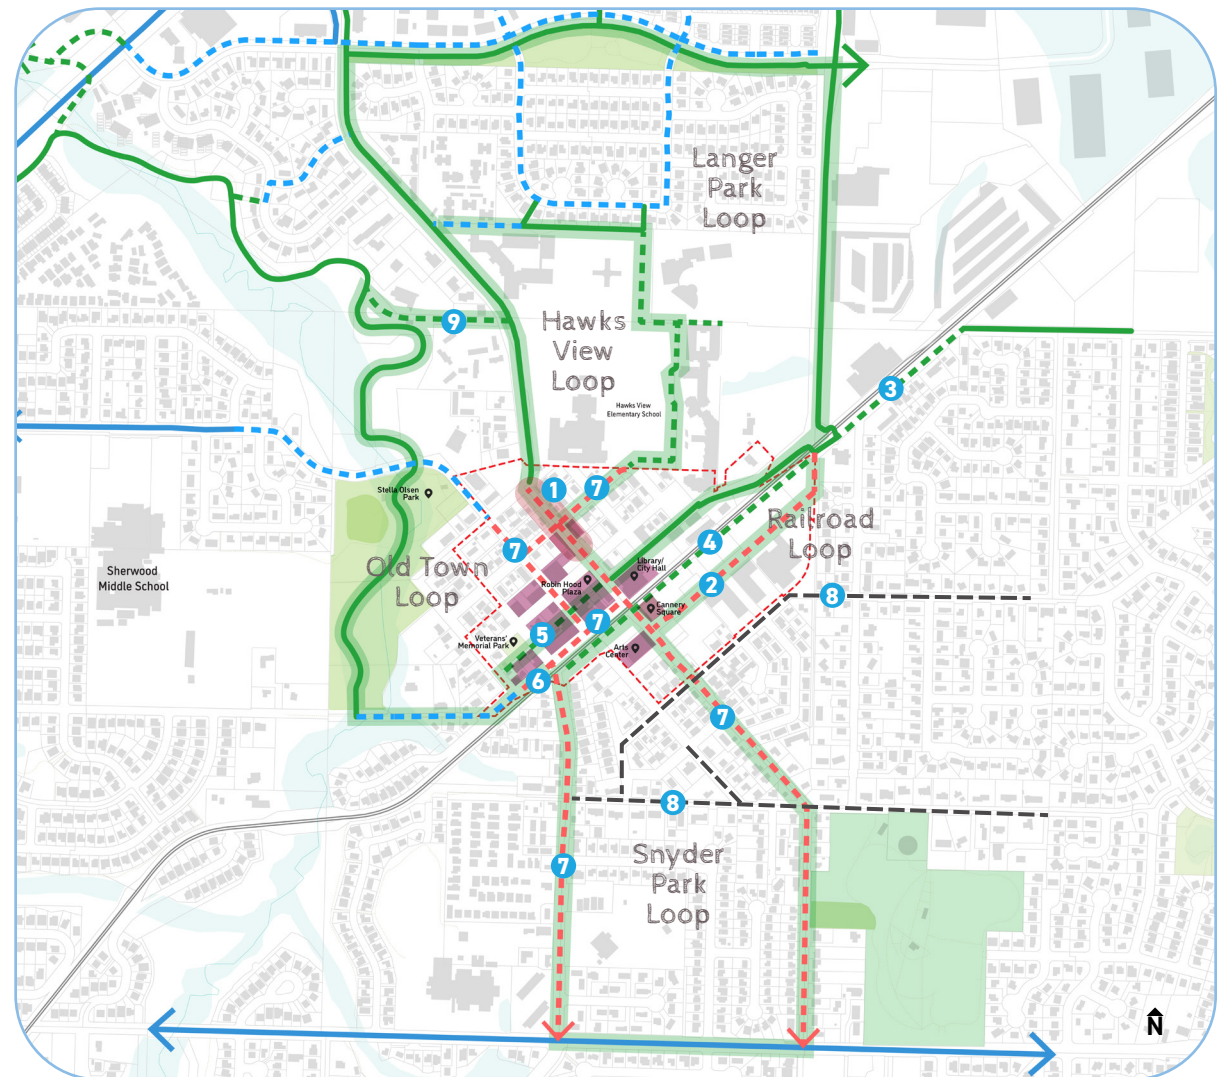 Langer
Park
Loop
Hawks
View
Loop
9
3
Hawks View
Elementary School
Stella Olsen
Park
1
7
Railroad
Loop
4
7
Old Town
Loop
Sherwood
Middle School
Library/
City Hall
Robin Hood
Plaza
2
8
Cannery
Square
7
5
Veterans'
Memorial Park
Arts
Center
6
7
8
Snyder
Park
Loop
7
N